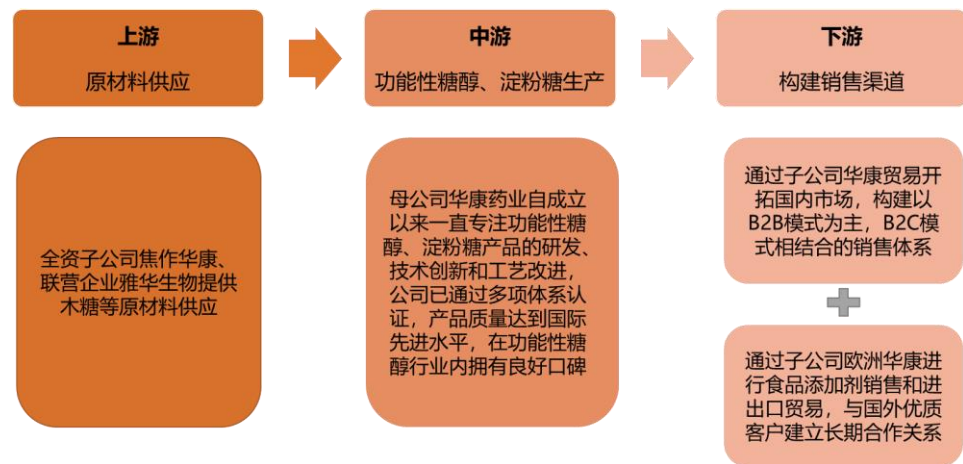 上游
原材料供应
中游
功能性糖醇、淀粉糖生产
下游
构建销售渠道
全资子公司焦作华康、
联营企业雅华生物提供
木糖等原材料供应
母公司华康药业自成立
以来一直专注功能性糖
醇、淀粉糖产品的研发、
技术创新和工艺改进，
公司已通过多项体系认
证，产品质量达到国际
先进水平，在功能性糖
醇行业内拥有良好口碑
通过子公司华康贸易开
拓国内市场，构建以
B2B模式为主，B2C模
式相结合的销售体系
通过子公司欧洲华康进
行食品添加剂销售和进
出口贸易，与国外优质
客户建立长期合作关系